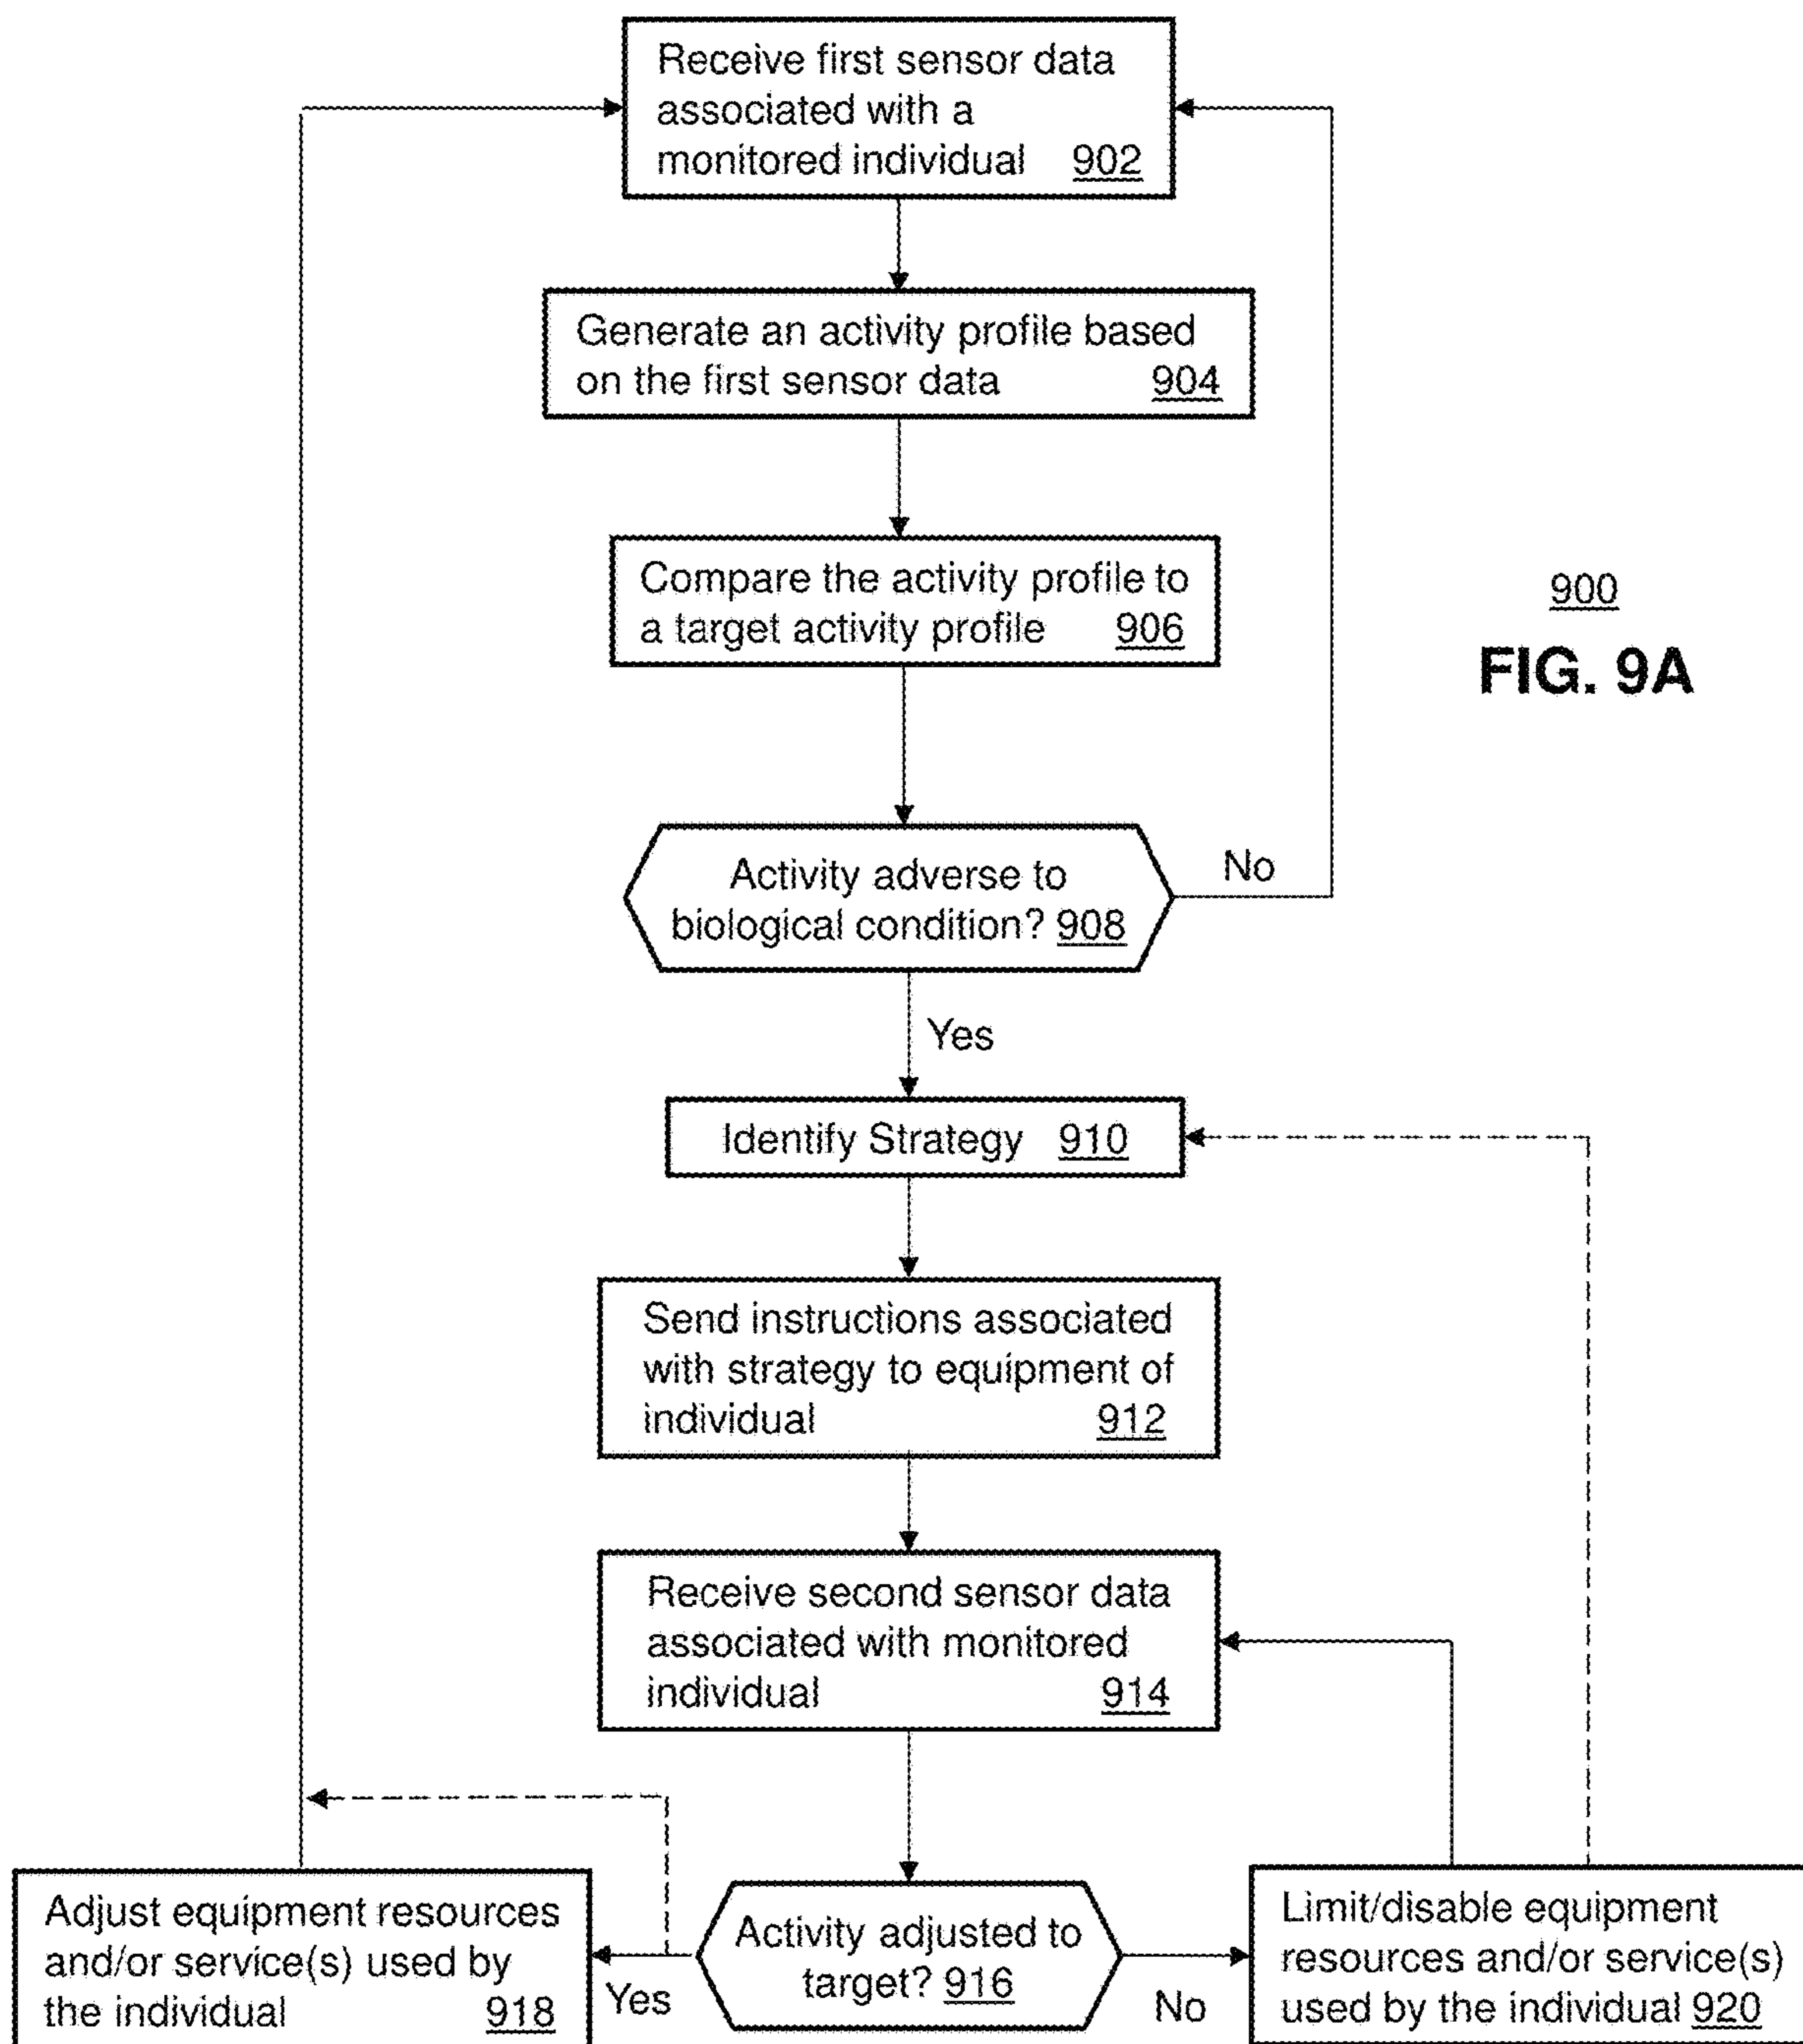 Receive first sensor data
associated with a
monitored individual 902
Generate an activity profile based
on the first sensor data 904
Compare the activity profile to
a target activity profile 906
900
FIG. 9A
Activity adverse to
biological condition? 908
No
Yes
Identify Strategy 910
Send instructions associated
with strategy to equipment of
individual 912
Receive second sensor data
associated with monitored
individual 914
Adjust equipment resources
and/or service(s) used by
the individual 918
Yes
Activity adjusted to
target? 916
No
Limit/disable equipment
resources and/or service(s)
used by the individual 920